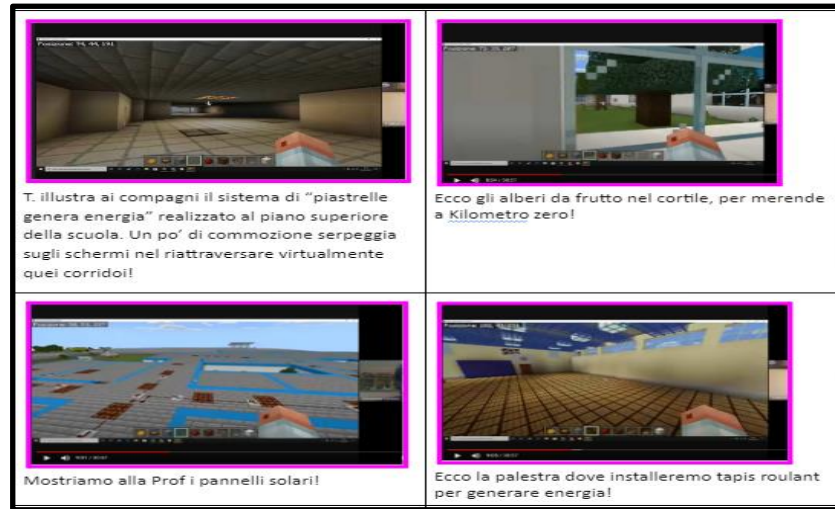 T. illustra ai compagni il sistema di “piastrelle
genera energia” realizzato al piano superiore
della scuola. Un po’ di commozione serpeggia
sugli schermi nel riattraversare virtualmente
quei corridoi!
Ecco gli alberi da frutto nel cortile, per merende
a Kilometro zero!
Mostriamo alla Prof i pannelli solari!
Ecco la palestra dove installeremo tapis roulant
per generare energia!